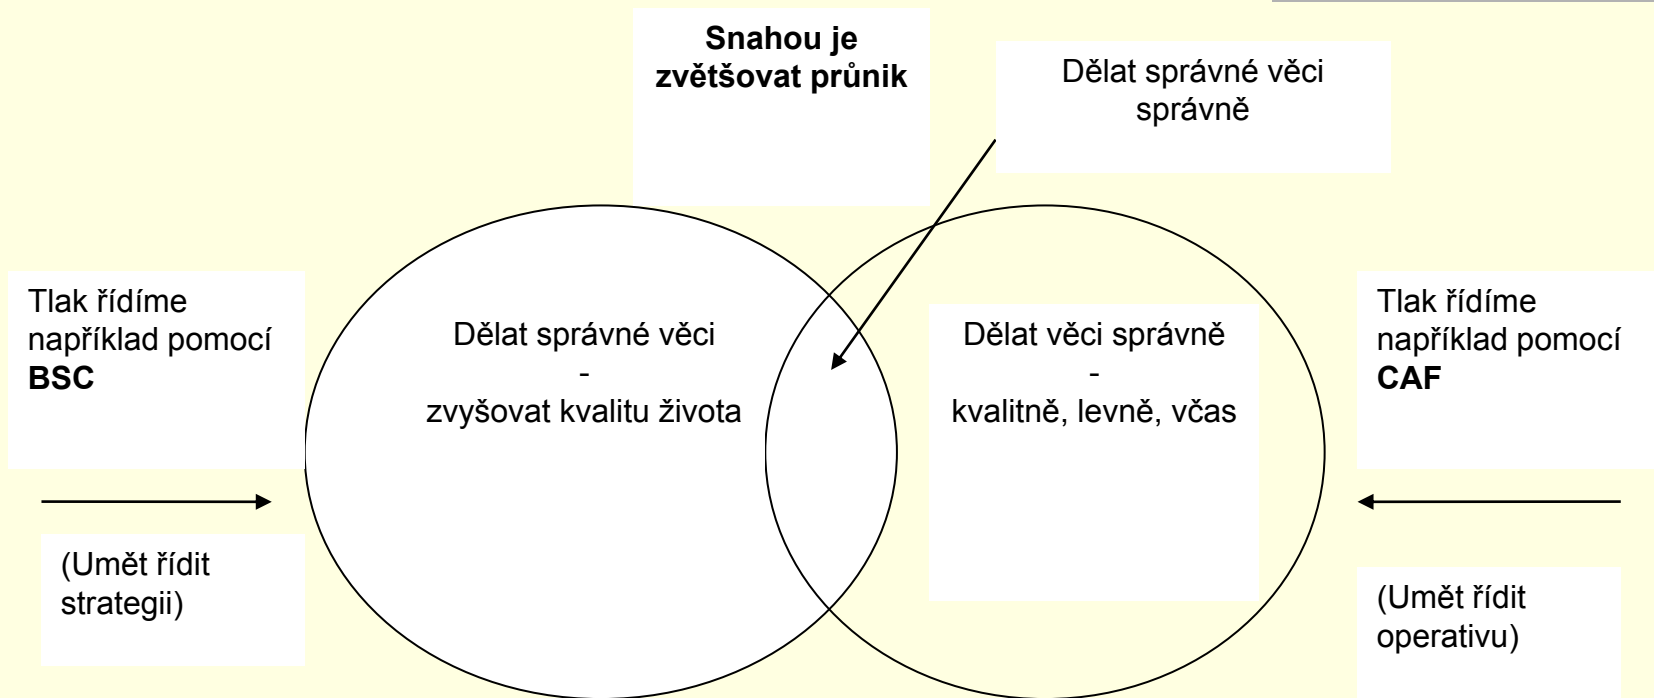 Snahou je
zvětšovat průnik
Dělat správné věci
správně
Tlak řídíme
například pomocí
BSC
Dělat správné věci
-
zvyšovat kvalitu života
Dělat věci správně
-
kvalitně, levně, včas
Tlak řídíme
například pomocí
CAF
(Umět řídit
strategii)
(Umět řídit
operativu)